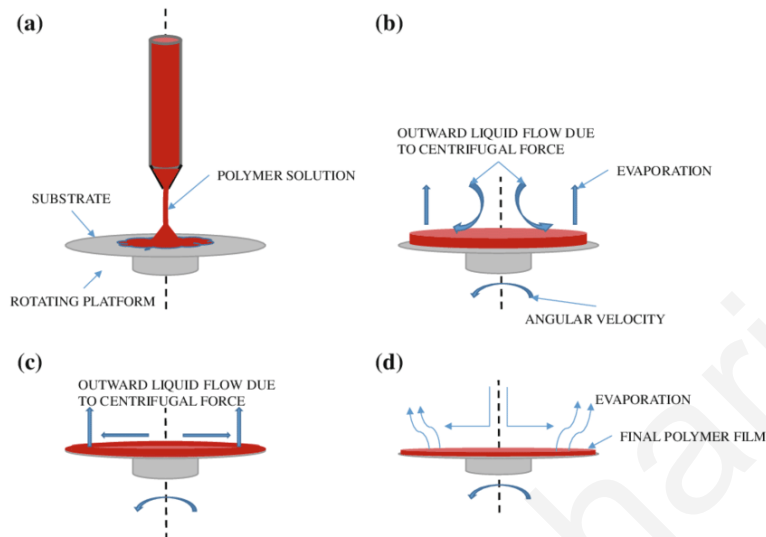 (a)
POLYMER SOLUTION
SUBSTRATE
ROTATING PLATFORM
(b)
OUTWARD LIQUID FLOW DUE
TO CENTRIFUGAL FORCE
EVAPORATION
ANGULAR VELOCITY
(c)
OUTWARD LIQUID FLOW DUE
TO CENTRIFUGAL FORCE
(d)
EVAPORATION
FINAL POLYMER FILM